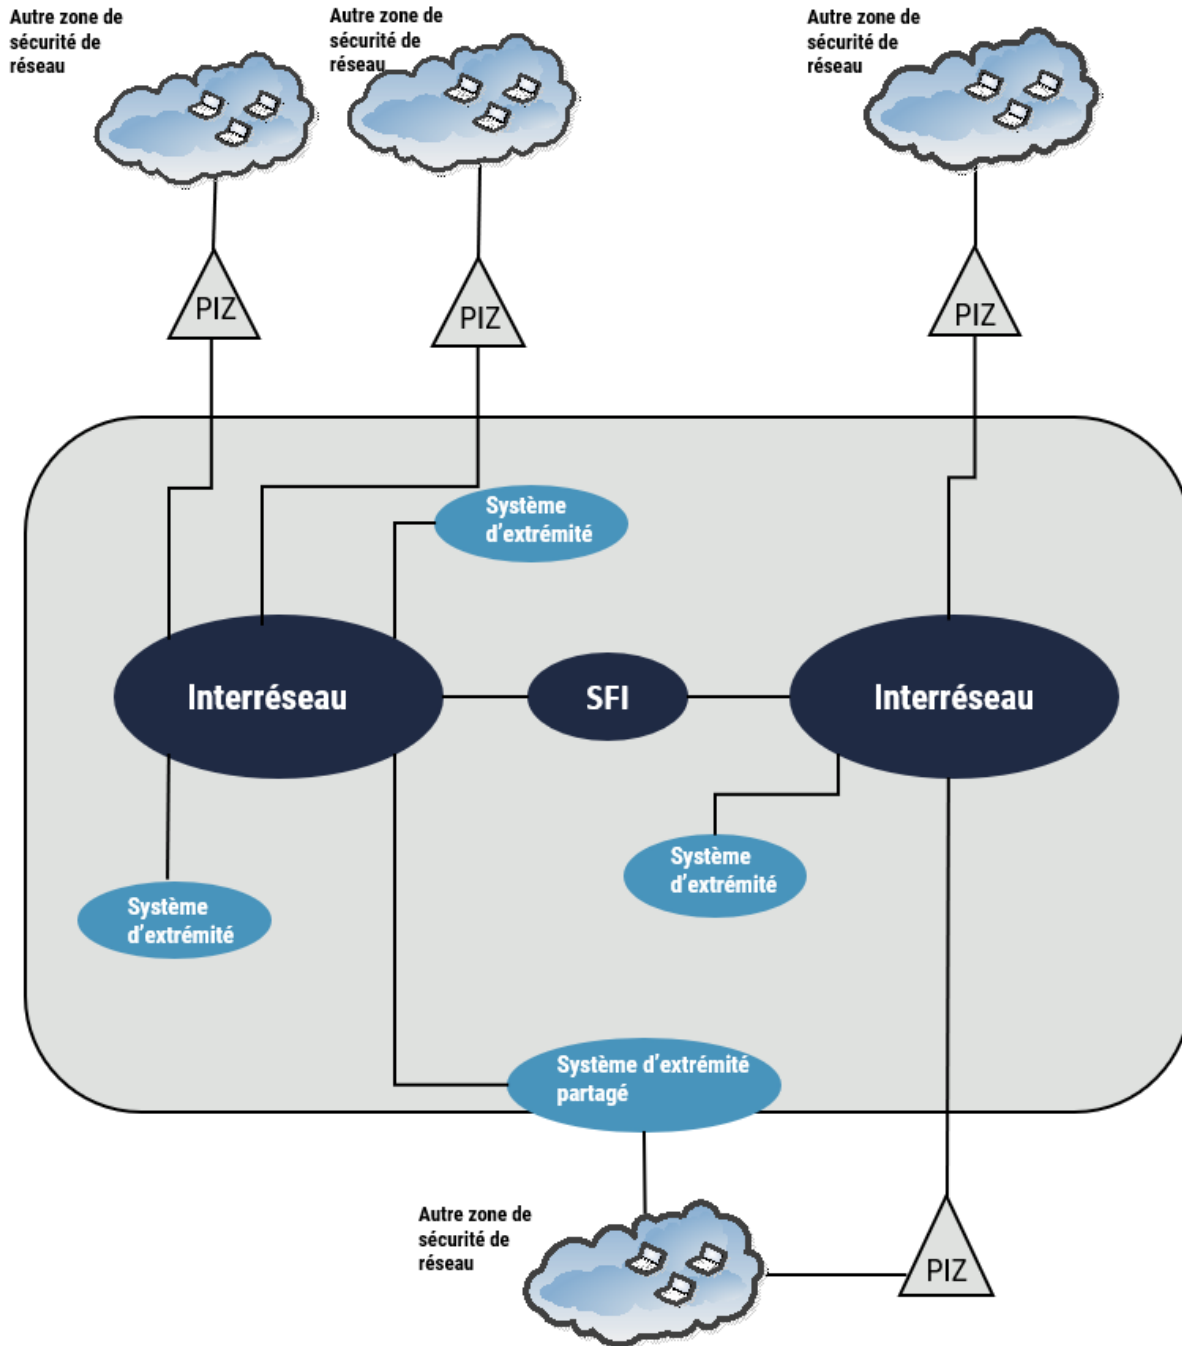 Autre zone de
sécurité de
réseau
Autre zone de
sécurité de
réseau
Autre zone de
sécurité de
réseau
PIZ
PIZ
PIZ
Système
d’extrémité
Interréseau
SFI
Interréseau
Système
d’extrémité
Système
d’extrémité
Système d’extrémité
partagé
Autre zone de
sécurité de
réseau
PIZ